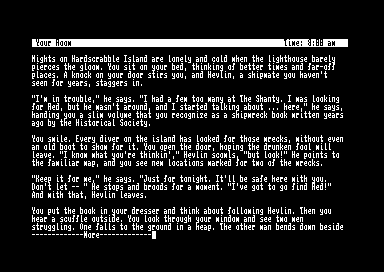 Your Room Time: 8:00 am
Nights on Hardscrabble Island are lonely and cold when the lighthouse barely
pierces the gloom. You sit on your bed, thinking of better times and far-off
places. A knock on your door stirs you, and Hevlin, a shipmate you haven't
seen for years, staggers in.
"I'm in trouble," he says. "I had a few too many at The Shanty. I was looking
for Red, but he wasn't around, and I started talking about ... here," he says,
handing you a slim volume that you recognize as a shipwreck book written years
ago by the Historical Society.
You smile. Every diver on the island has looked for those wrecks, without even
an old boot to show for it. You open the door, hoping the drunken fool will
leave. "I know what you're thinkin'," Hevlin scowls, "but look!" He points to
the familiar map, and you see new locations marked for two of the wrecks.
"Keep it for me," he says. "Just for tonight. It'll be safe here with you.
Don't let -- " He stops and broods for a moment. "I've got to go find Red!"
And with that, Hevlin leaves.
You put the book in your dresser and think about following Hevlin. Then you
hear a scuffle outside. You look through your window and see two men
struggling. One falls to the ground in a heap. The other man bends down beside
-------------More-------------